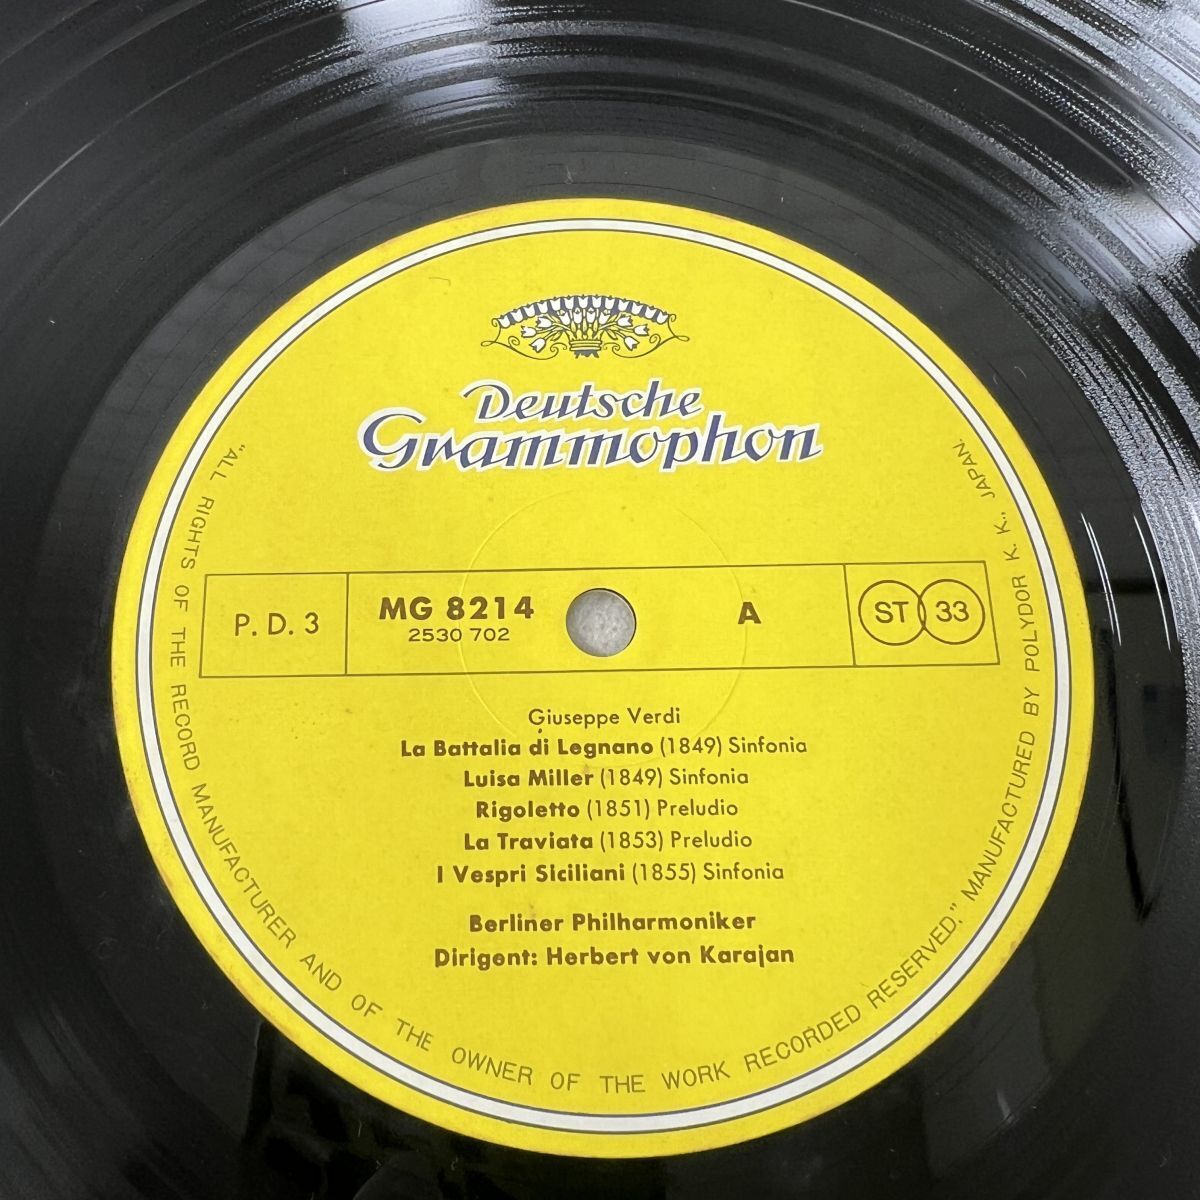 Deutsche
Grammophon
P. D. 3
MG 8214
2530 702
A
ST 33
Giuseppe Verdi
La Battalia di Legnano (1849) Sinfonia
Luisa Miller (1849) Sinfonia
Rigoletto (1851) Preludio
La Traviata (1853) Preludio
I Vespri Siciliani (1855) Sinfonia
Berliner Philharmoniker
Dirigent: Herbert von Karajan
"ALL RIGHTS OF THE RECORD MANUFACTURER AND OF THE OWNER OF THE WORK RECORDED RESERVED." MANUFACTURED BY POLYDOR K. K., JAPAN.